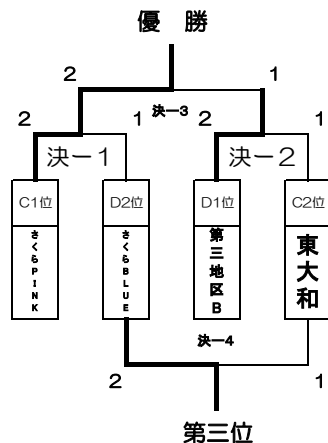 優 勝
2 1
決ー3
2 1 2 1
決ー1 決ー2
C1位 D2位 D1位 C2位
さくらPINK さくらBLUE 第三地区B 東大和
決ー4
2 1
第三位